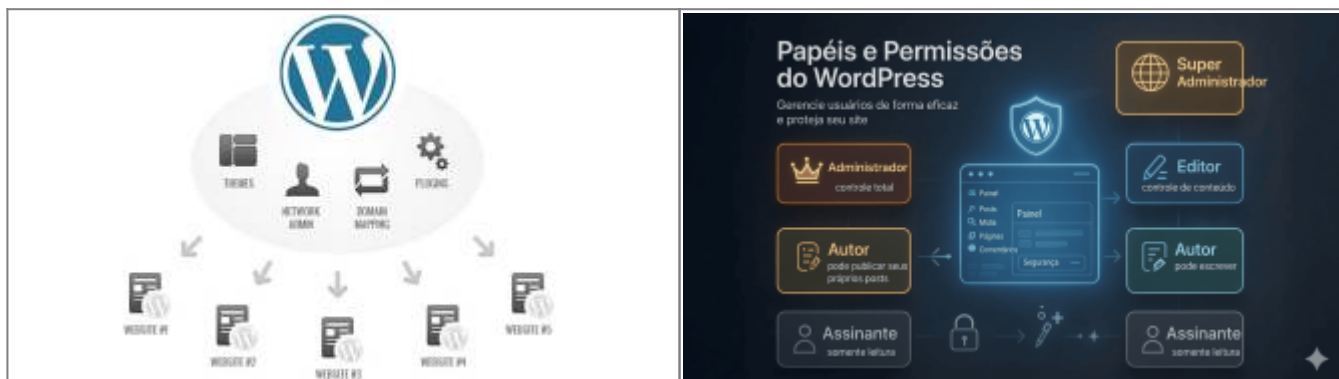 THEMES
PLUGINS
NETWORK
ADMIN
DOMAIN
MAPPING
WEBSITE #1
WEBSITE #2
WEBSITE #3
WEBSITE #4
WEBSITE #5
Papéis e Permissões
do WordPress
Gerencie usuários de forma eficaz
e proteja seu site
Super
Administrador
Administrador
controle total
Painel
Posts
Mídia
Páginas
Comentários
Painel
Segurança
Editor
controle de conteúdo
Autor
pode publicar seus
próprios posts
Autor
pode escrever
Assinante
somente leitura
Assinante
somente leitura